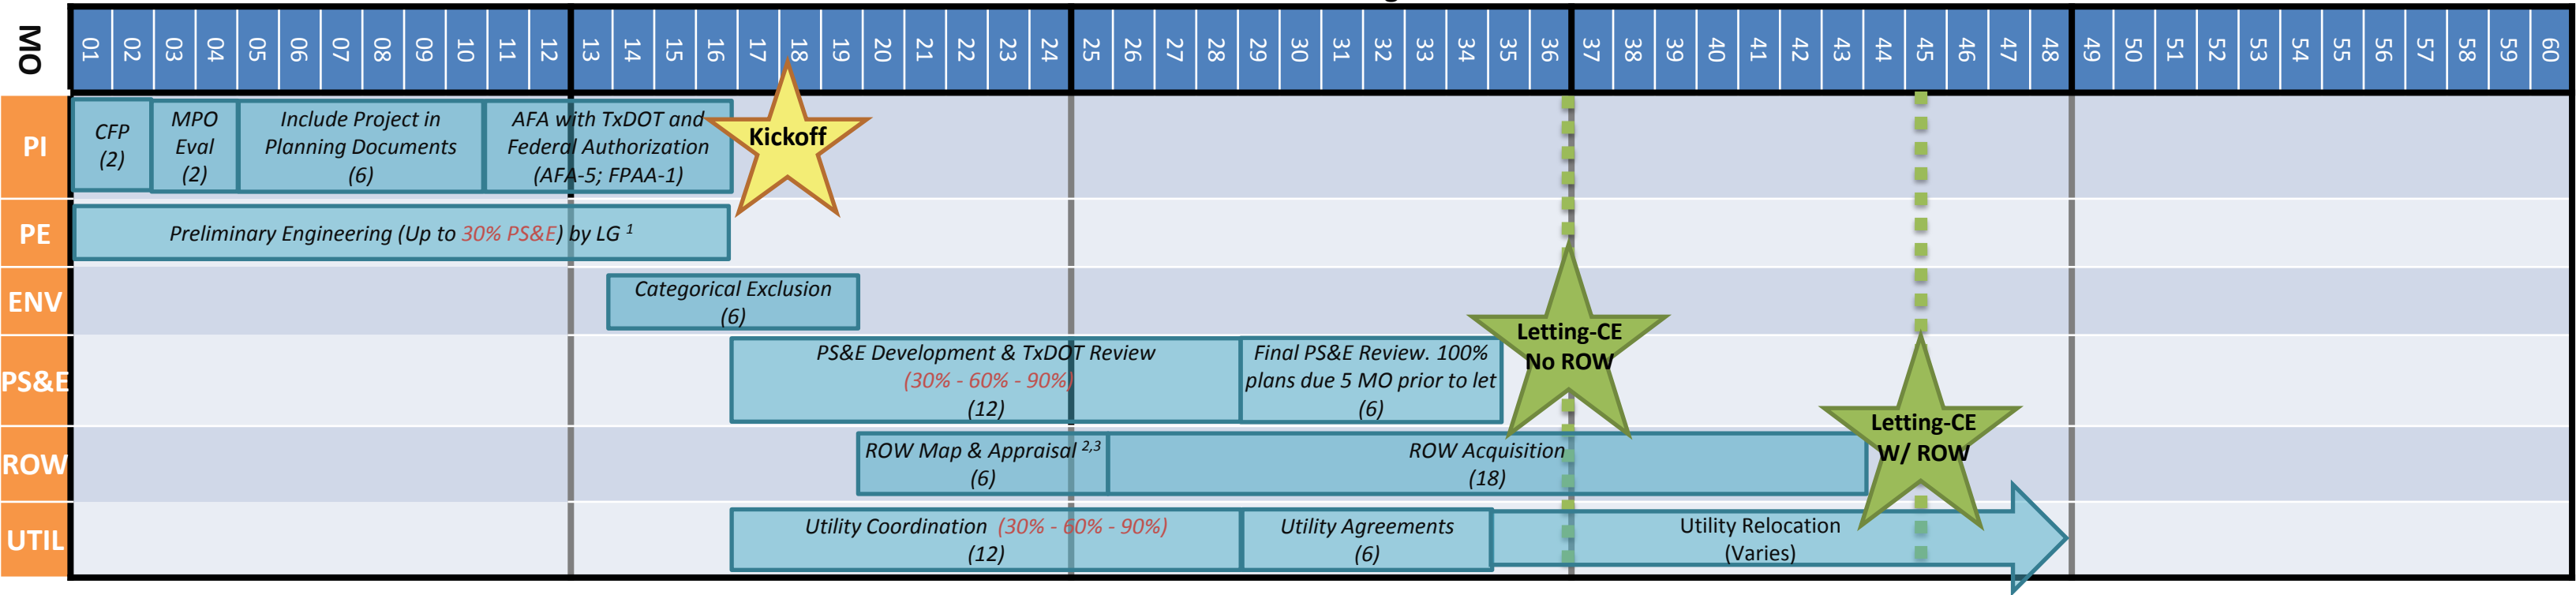 MO
01 02 03 04 05 06 07 08 09 10 11 12 13 14 15 16 17 18 19 20 21 22 23 24 25 26 27 28 29 30 31 32 33 34 35 36 37 38 39 40 41 42 43 44 45 46 47 48 49 50 51 52 53 54 55 56 57 58 59 60
PI
CFP
(2)
MPO
Eval
(2)
Include Project in
Planning Documents
(6)
AFA with TxDOT and
Federal Authorization
(AFA-5; FPAA-1)
Kickoff
PE
Preliminary Engineering (Up to 30% PS&E) by LG 1
ENV
Categorical Exclusion
(6)
PS&E
PS&E Development & TxDOT Review
(30% - 60% - 90%)
(12)
Final PS&E Review. 100%
plans due 5 MO prior to let
(6)
Letting-CE
No ROW
ROW
ROW Map & Appraisal 2,3
(6)
ROW Acquisition
(18)
Letting-CE
W/ ROW
UTIL
Utility Coordination (30% - 60% - 90%)
(12)
Utility Agreements
(6)
Utility Relocation
(Varies)